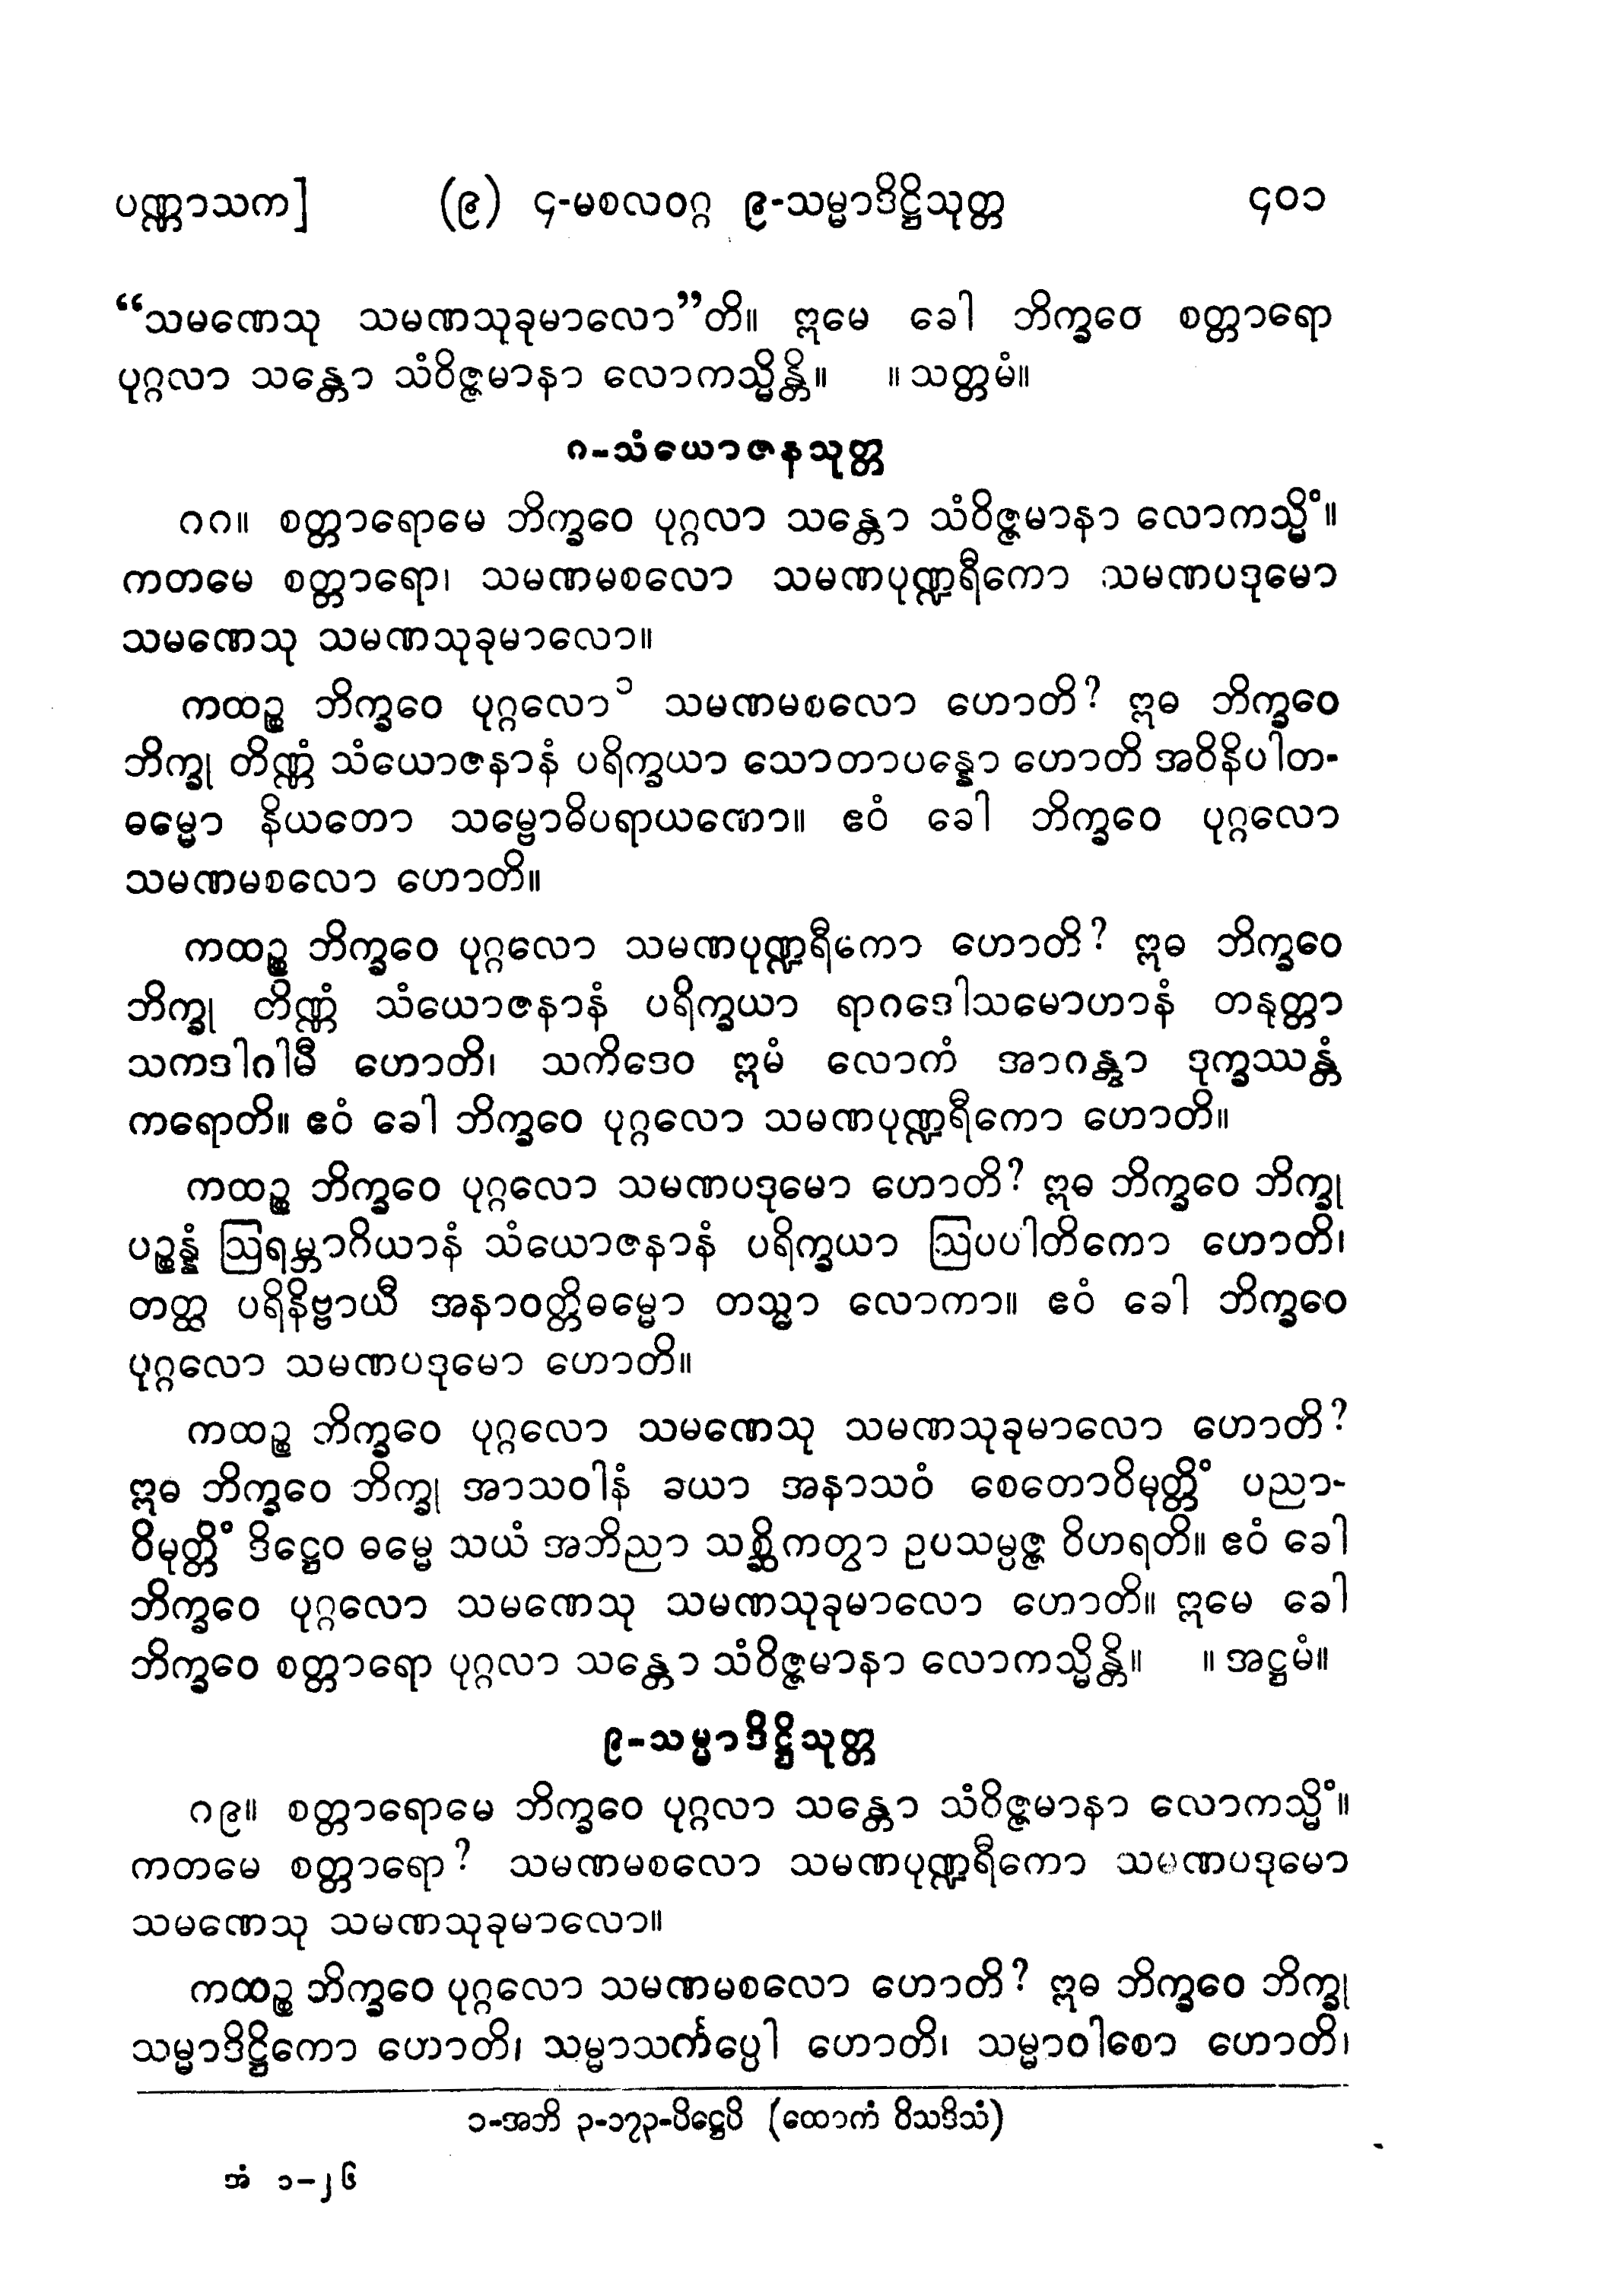 ပဏ္ဏာသက] (၉) ၄-မစလဝဂ္ဂ ၉-သမ္မာဒိဋ္ဌိသုတ္တ ၄၀၁
“သမဏေသု သမဏသုခုမာလော”တိ။ ဣမေ ခေါ ဘိက္ခဝေ စတ္တာရော
ပုဂ္ဂလာ သန္တော သံဝိဇ္ဇမာနာ လောကသ္မိန္တိ။ ။ သတ္တမံ။
၈-သံယောဇနသုတ္တ
၈၈။ စတ္တာရောမေ ဘိက္ခဝေ ပုဂ္ဂလာ သန္တော သံဝိဇ္ဇမာနာ လောကသ္မိံ။
ကတမေ စတ္တာရော၊ သမဏမစလော သမဏပုဏ္ဍရီကော သမဏပဒုမော
သမဏေသု သမဏသုခုမာလော။
ကထဉ္စ ဘိက္ခဝေ ပုဂ္ဂလော၁ သမဏမစလော ဟောတိ? ဣဓ ဘိက္ခဝေ
ဘိက္ခု တိဏ္ဏံ သံယောဇနာနံ ပရိက္ခယာ သောတာပန္နော ဟောတိ အဝိနိပါတ-
ဓမ္မော နိယတော သမ္ဗောဓိပရာယဏော။ ဧဝံ ခေါ ဘိက္ခဝေ ပုဂ္ဂလော
သမဏမစလော ဟောတိ။
ကထဉ္စ ဘိက္ခဝေ ပုဂ္ဂလော သမဏပုဏ္ဍရီကော ဟောတိ? ဣဓ ဘိက္ခဝေ
ဘိက္ခု တိဏ္ဏံ သံယောဇနာနံ ပရိက္ခယာ ရာဂဒေါသမောဟာနံ တနုတ္တာ
သကဒါဂါမီ ဟောတိ၊ သကိဒေဝ ဣမံ လောကံ အာဂန္တွာ ဒုက္ခဿန္တံ
ကရောတိ။ ဧဝံ ခေါ ဘိက္ခဝေ ပုဂ္ဂလော သမဏပုဏ္ဍရီကော ဟောတိ။
ကထဉ္စ ဘိက္ခဝေ ပုဂ္ဂလော သမဏပဒုမော ဟောတိ? ဣဓ ဘိက္ခဝေ ဘိက္ခု
ပဉ္စန္နံ ဩရမ္ဘာဂိယာနံ သံယောဇနာနံ ပရိက္ခယာ ဩပပါတိကော ဟောတိ၊
တတ္ထ ပရိနိဗ္ဗာယီ အနာဝတ္တိဓမ္မော တသ္မာ လောကာ။ ဧဝံ ခေါ ဘိက္ခဝေ
ပုဂ္ဂလော သမဏပဒုမော ဟောတိ။
ကထဉ္စ ဘိက္ခဝေ ပုဂ္ဂလော သမဏေသု သမဏသုခုမာလော ဟောတိ?
ဣဓ ဘိက္ခဝေ ဘိက္ခု အာသဝါနံ ခယာ အနာသဝံ စေတောဝိမုတ္တိံ ပညာ-
ဝိမုတ္တိံ ဒိဋ္ဌေဝ ဓမ္မေ သယံ အဘိညာ သစ္ဆိကတွာ ဥပသမ္ပဇ္ဇ ဝိဟရတိ။ ဧဝံ ခေါ
ဘိက္ခဝေ ပုဂ္ဂလော သမဏေသု သမဏသုခုမာလော ဟောတိ။ ဣမေ ခေါ
ဘိက္ခဝေ စတ္တာရော ပုဂ္ဂလာ သန္တော သံဝိဇ္ဇမာနာ လောကသ္မိန္တိ။ ။ အဋ္ဌမံ။
၉-သမ္မာဒိဋ္ဌိသုတ္တ
၈၉။ စတ္တာရောမေ ဘိက္ခဝေ ပုဂ္ဂလာ သန္တော သံဝိဇ္ဇမာနာ လောကသ္မိံ။
ကတမေ စတ္တာရော? သမဏမစလော သမဏပုဏ္ဍရီကော သမဏပဒုမော
သမဏေသု သမဏသုခုမာလော။
ကထဉ္စ ဘိက္ခဝေ ပုဂ္ဂလော သမဏမစလော ဟောတိ? ဣဓ ဘိက္ခဝေ ဘိက္ခု
သမ္မာဒိဋ္ဌိကော ဟောတိ၊ သမ္မာသင်္ကပ္ပေါ ဟောတိ၊ သမ္မာဝါစော ဟောတိ၊
၁-အဘိ ၃-၁၇၃-ပိဋ္ဌေပိ (ထောကံ ဝိသဒိသံ)
အံ ၁-၂၆